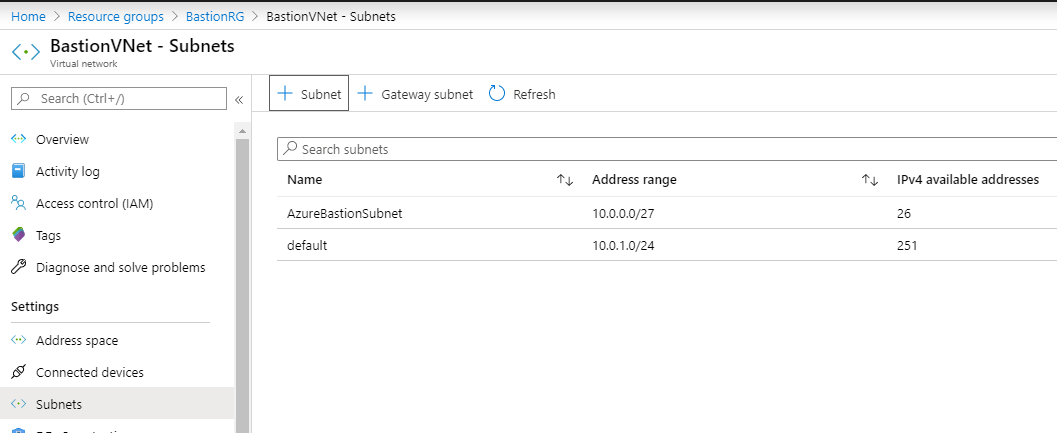 Home > Resource groups > BastionRG > BastionVNet - Subnets
BastionVNet - Subnets
Virtual network
Search (Ctrl+/)
«
Overview
Activity log
Access control (IAM)
Tags
Diagnose and solve problems
Settings
Address space
Connected devices
Subnets
+ Subnet + Gateway subnet Refresh
Search subnets
Name ↑↓ Address range ↑↓ IPv4 available addresses
AzureBastionSubnet 10.0.0.0/27 26
default 10.0.1.0/24 251